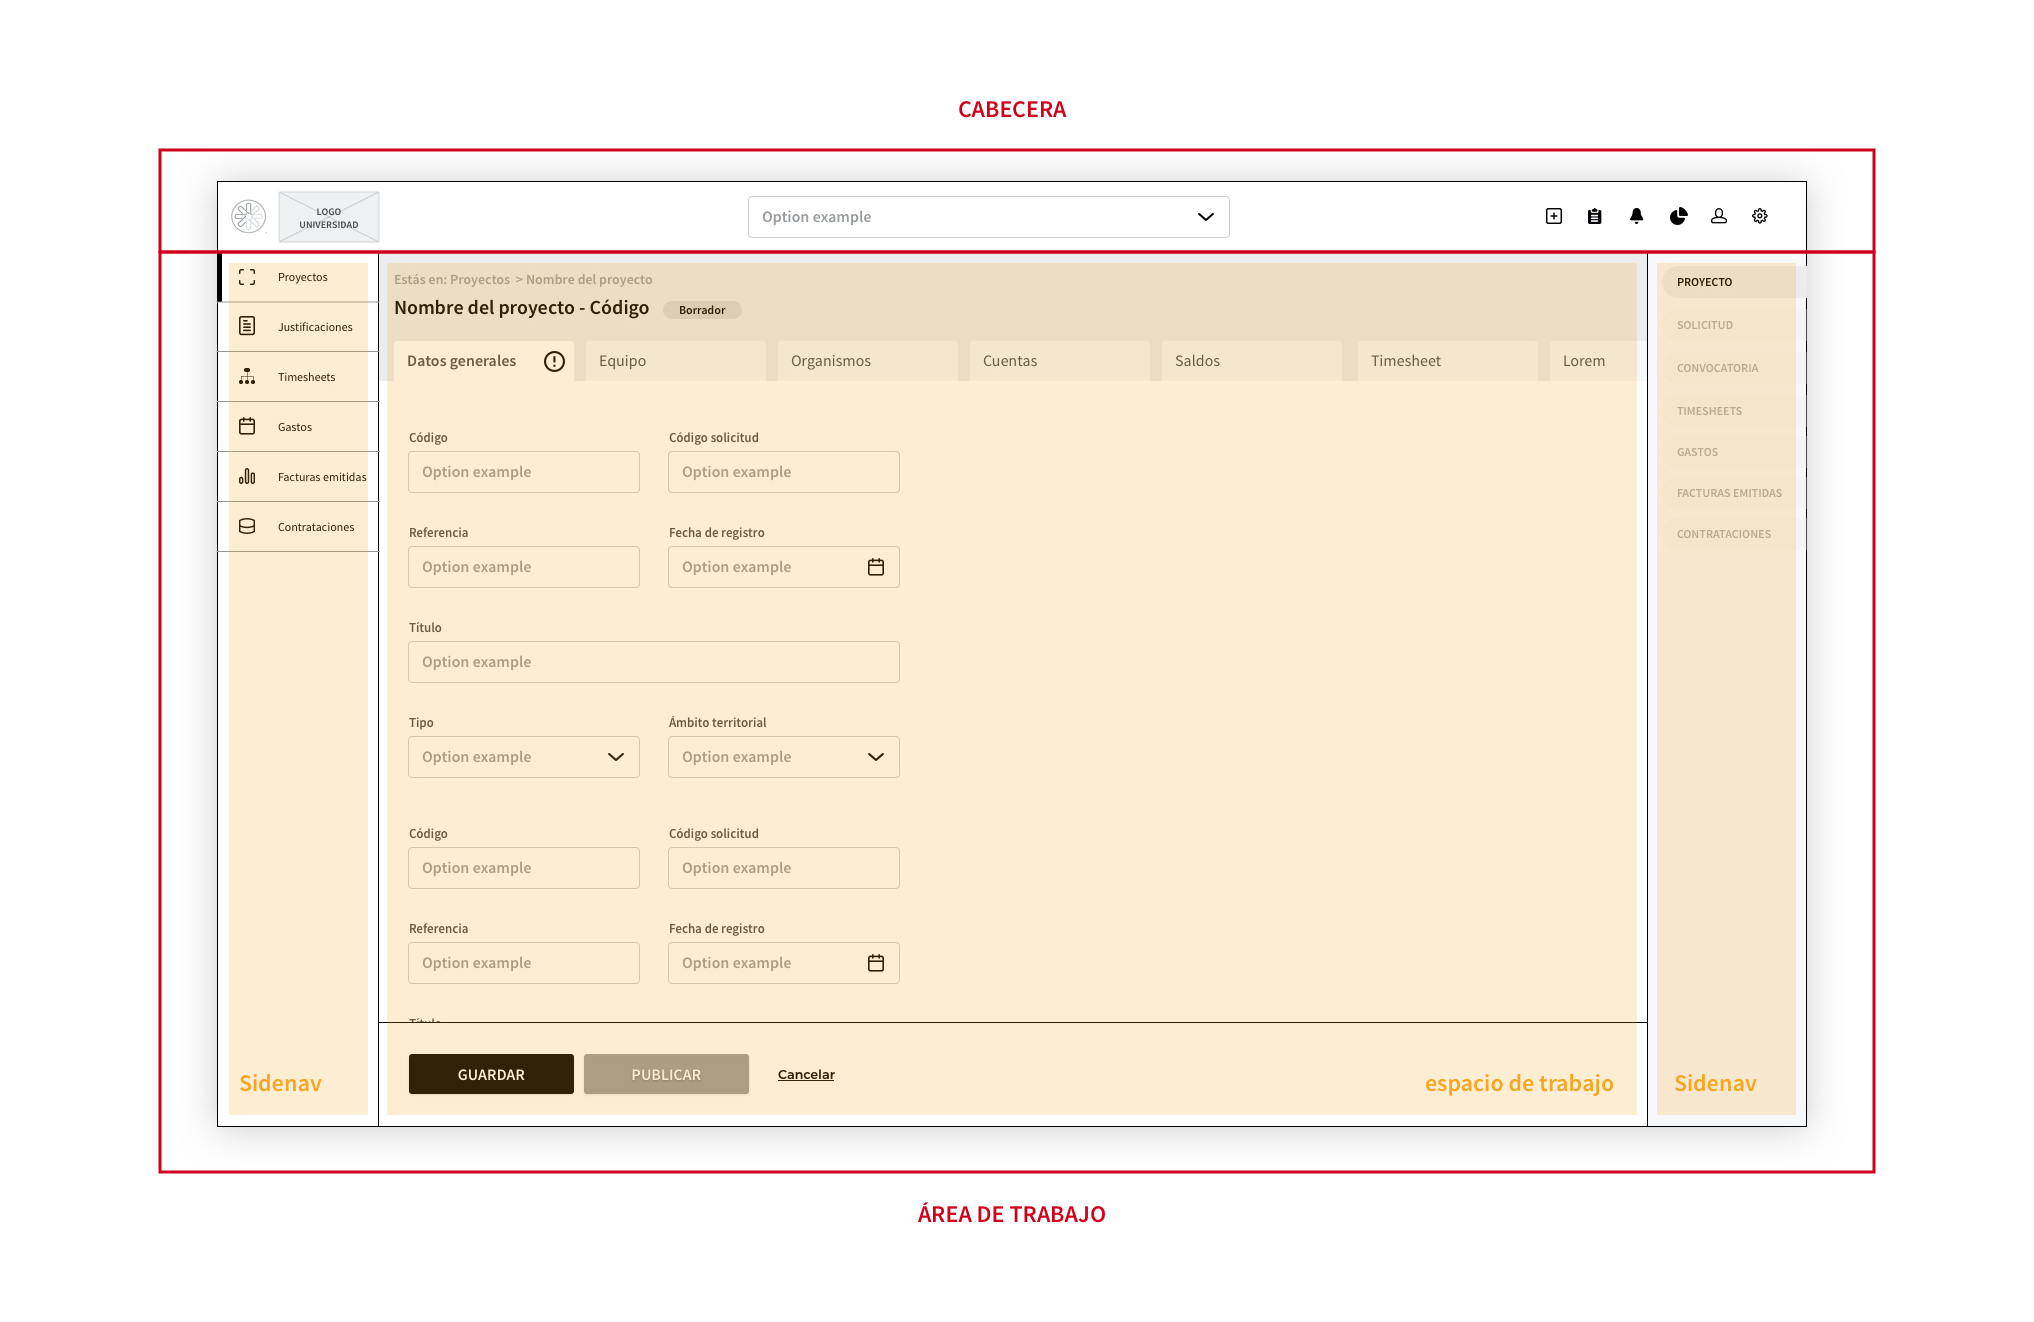 CABECERA
LOGO
UNIVERSIDAD
Option example
Proyectos
Justificaciones
Timesheets
Gastos
Facturas emitidas
Contrataciones
Sidenav
Estás en: Proyectos > Nombre del proyecto
Nombre del proyecto - Código
Borrador
Datos generales
Equipo
Organismos
Cuentas
Saldos
Timesheet
Lorem
Código
Código solicitud
Option example
Option example
Referencia
Fecha de registro
Option example
Option example
Título
Option example
Tipo
Ámbito territorial
Option example
Option example
Código
Código solicitud
Option example
Option example
Referencia
Fecha de registro
Option example
Option example
Título
GUARDAR
PUBLICAR
Cancelar
espacio de trabajo
PROYECTO
SOLICITUD
CONVOCATORIA
TIMESHEETS
GASTOS
FACTURAS EMITIDAS
CONTRATACIONES
Sidenav
ÁREA DE TRABAJO